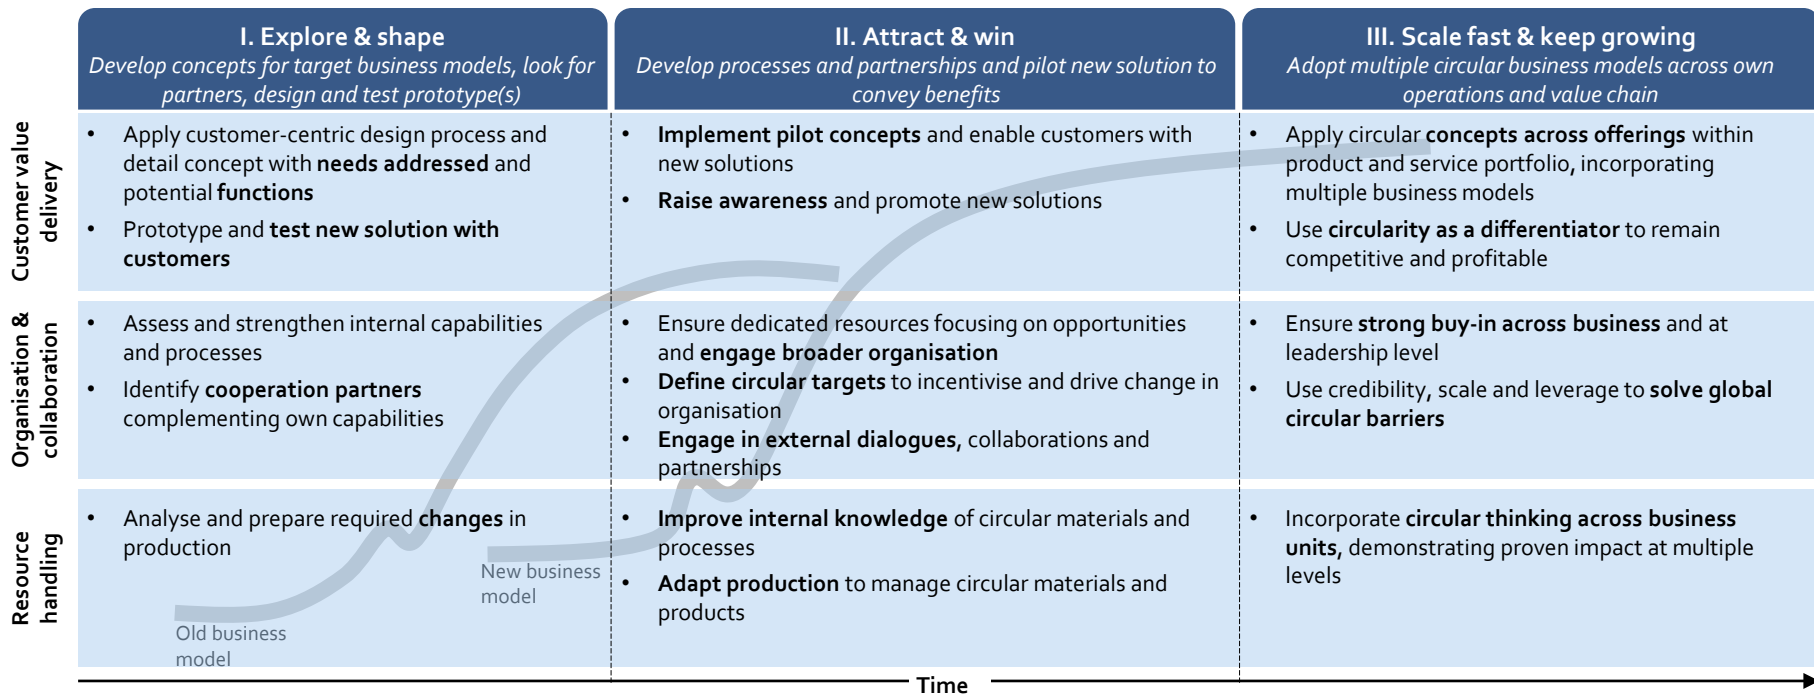 I. Explore & shape
Develop concepts for target business models, look for
partners, design and test prototype(s)
II. Attract & win
Develop processes and partnerships and pilot new solution to
convey benefits
III. Scale fast & keep growing
Adopt multiple circular business models across own
operations and value chain
Customer value
delivery
• Apply customer-centric design process and
detail concept with needs addressed and
potential functions
• Prototype and test new solution with
customers
• Implement pilot concepts and enable customers with
new solutions
• Raise awareness and promote new solutions
• Apply circular concepts across offerings within
product and service portfolio, incorporating
multiple business models
• Use circularity as a differentiator to remain
competitive and profitable
Organisation &
collaboration
• Assess and strengthen internal capabilities
and processes
• Identify cooperation partners
complementing own capabilities
• Ensure dedicated resources focusing on opportunities
and engage broader organisation
• Define circular targets to incentivise and drive change in
organisation
• Engage in external dialogues, collaborations and
partnerships
• Ensure strong buy-in across business and at
leadership level
• Use credibility, scale and leverage to solve global
circular barriers
Resource
handling
• Analyse and prepare required changes in
production
Old business
model
New business
model
• Improve internal knowledge of circular materials and
processes
• Adapt production to manage circular materials and
products
• Incorporate circular thinking across business
units, demonstrating proven impact at multiple
levels
Time